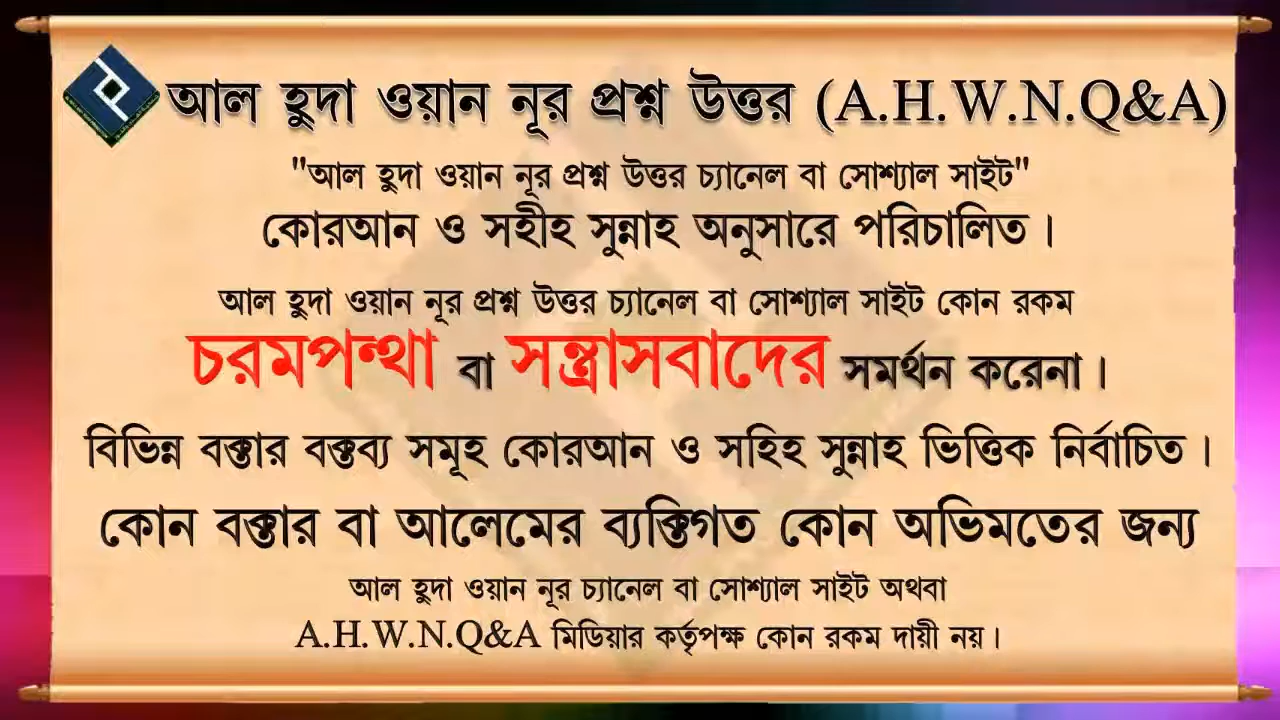 আল হুদা ওয়ান নূর প্রশ্ন উত্তর (A.H.W.N.Q&A)
"আল হুদা ওয়ান নূর প্রশ্ন উত্তর চ্যানেল বা সোশ্যাল সাইট"
কোরআন ও সহীহ সুন্নাহ অনুসারে পরিচালিত।
আল হুদা ওয়ান নূর প্রশ্ন উত্তর চ্যানেল বা সোশ্যাল সাইট কোন রকম
চরমপন্থা বা সন্ত্রাসবাদের সমর্থন করেনা।
বিভিন্ন বক্তার বক্তব্য সমূহ কোরআন ও সহিহ সুন্নাহ ভিত্তিক নির্বাচিত।
কোন বক্তার বা আলেমের ব্যক্তিগত কোন অভিমতের জন্য
আল হুদা ওয়ান নূর চ্যানেল বা সোশ্যাল সাইট অথবা
A.H.W.N.Q&A মিডিয়ার কর্তৃপক্ষ কোন রকম দায়ী নয়।